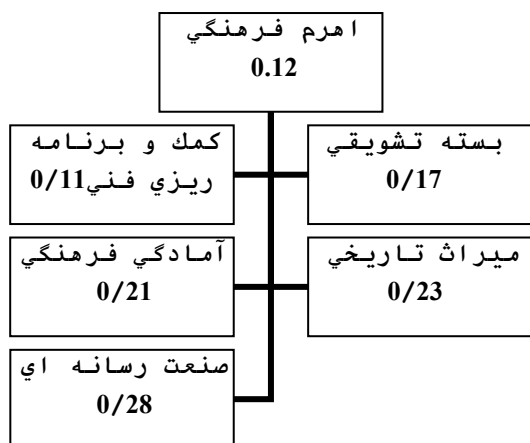 اهرم فرهنگي
0.12
بسته تشويقي
0/17
كمك و برنامه
ريزي فني0/11
ميراث تاريخي
0/23
آمادگي فرهنگي
0/21
صنعت رسانه اي
0/28